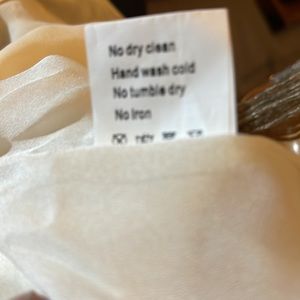 No dry clean
Hand wash cold
No tumble dry
No Iron